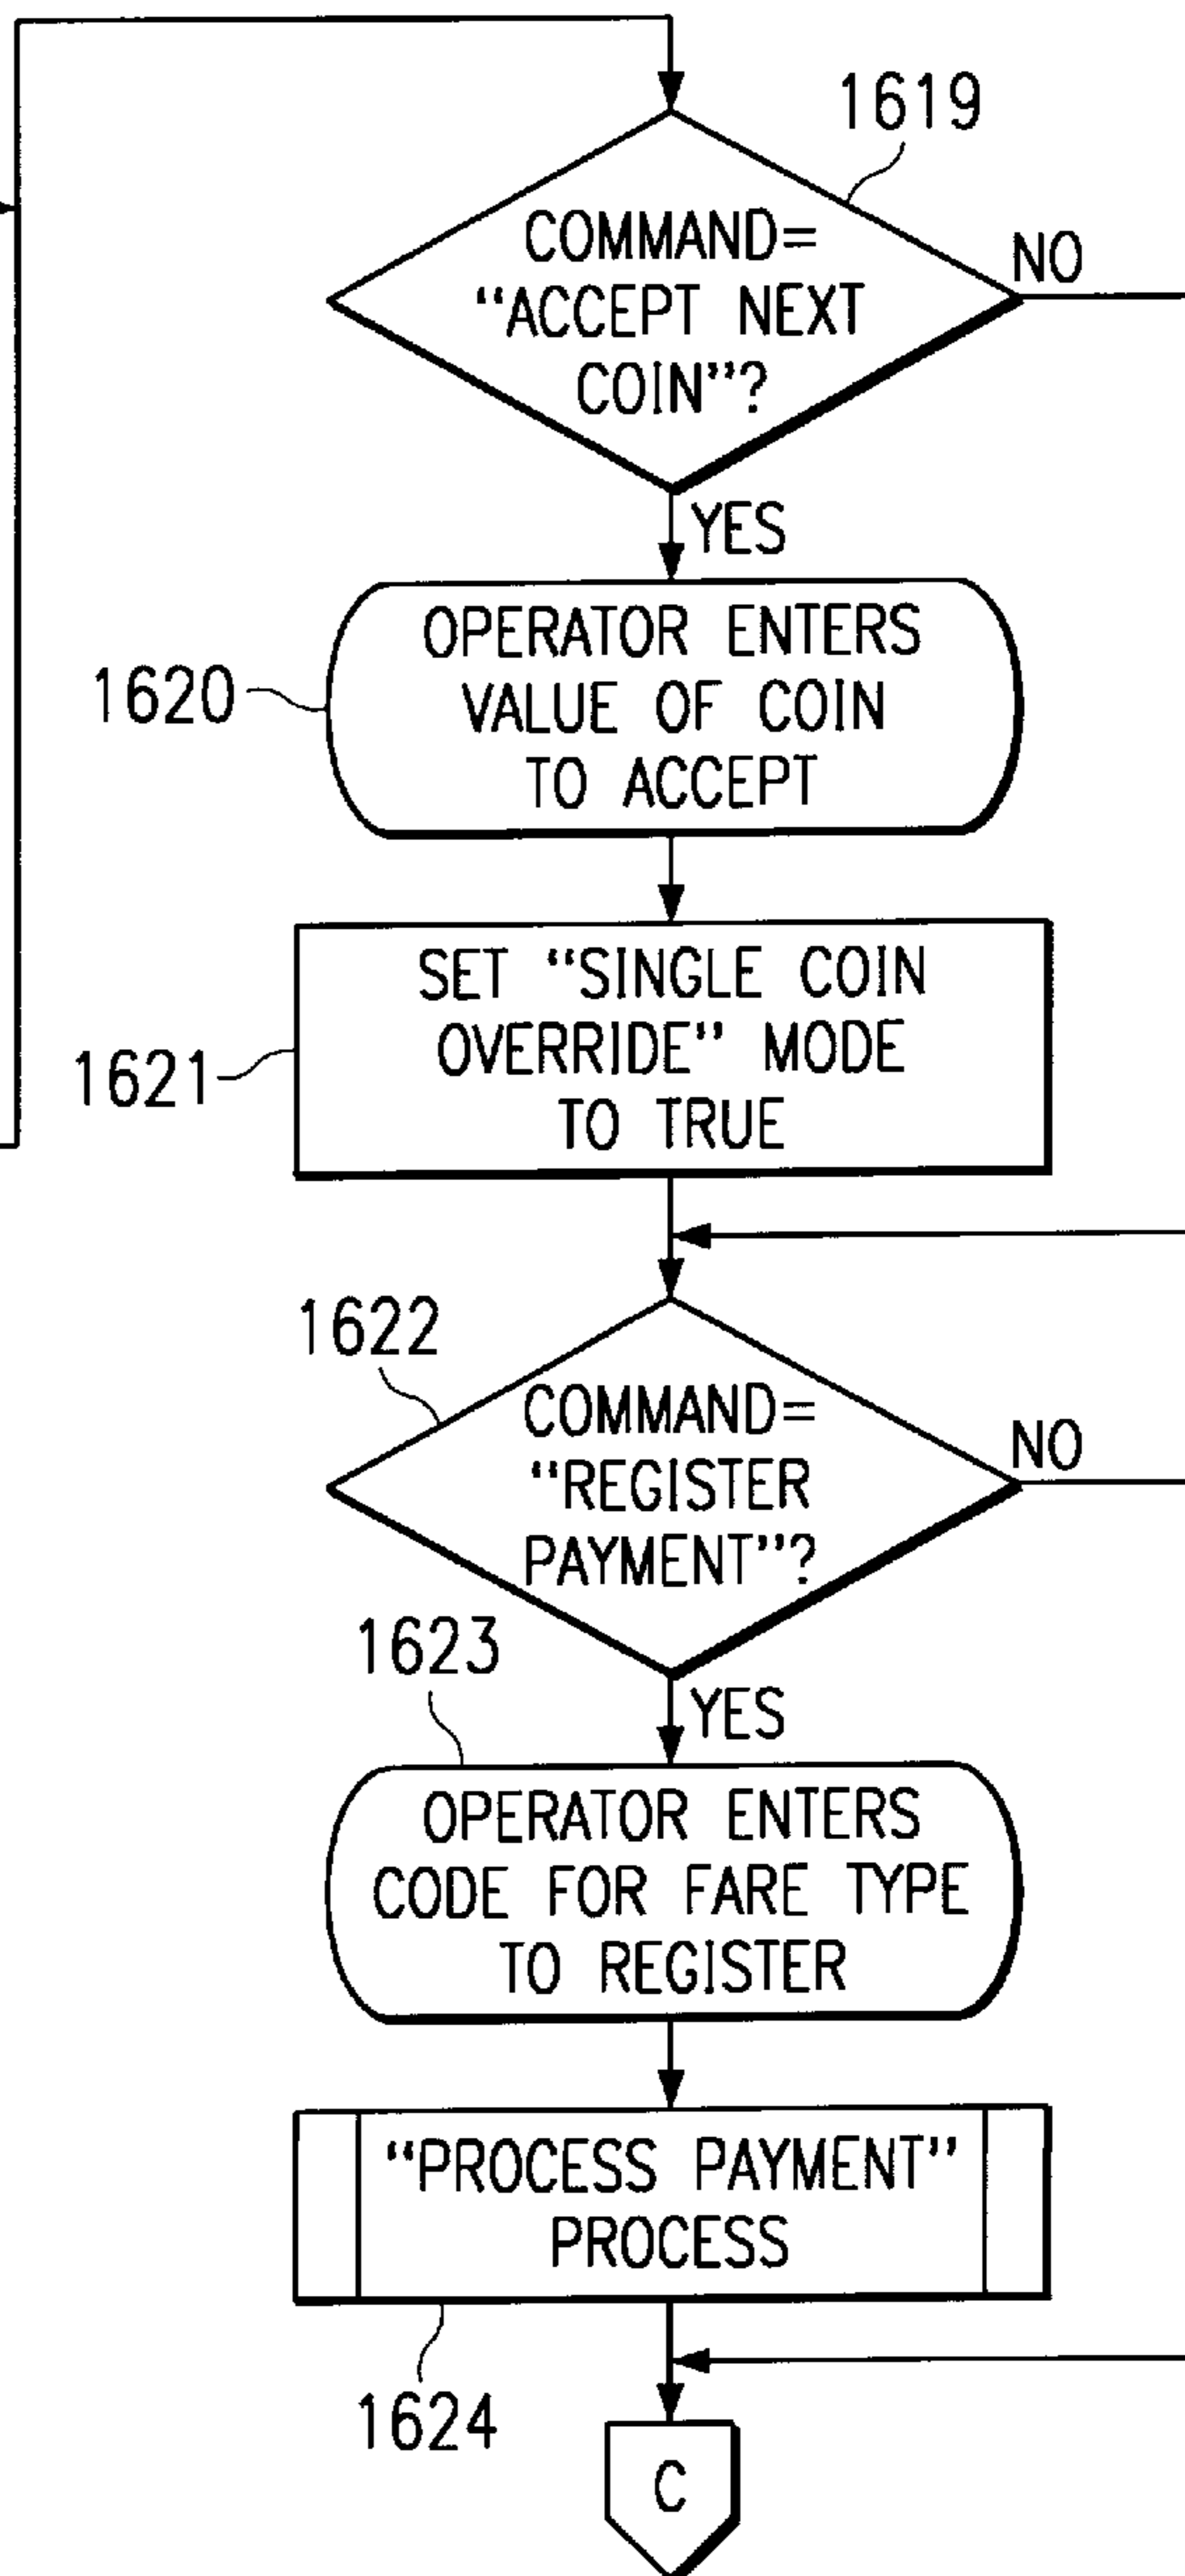 1619
COMMAND=
"ACCEPT NEXT
COIN"?
NO
YES
1620
OPERATOR ENTERS
VALUE OF COIN
TO ACCEPT
1621
SET "SINGLE COIN
OVERRIDE" MODE
TO TRUE
1622
COMMAND=
"REGISTER
PAYMENT"?
NO
YES
1623
OPERATOR ENTERS
CODE FOR FARE TYPE
TO REGISTER
"PROCESS PAYMENT"
PROCESS
1624
C